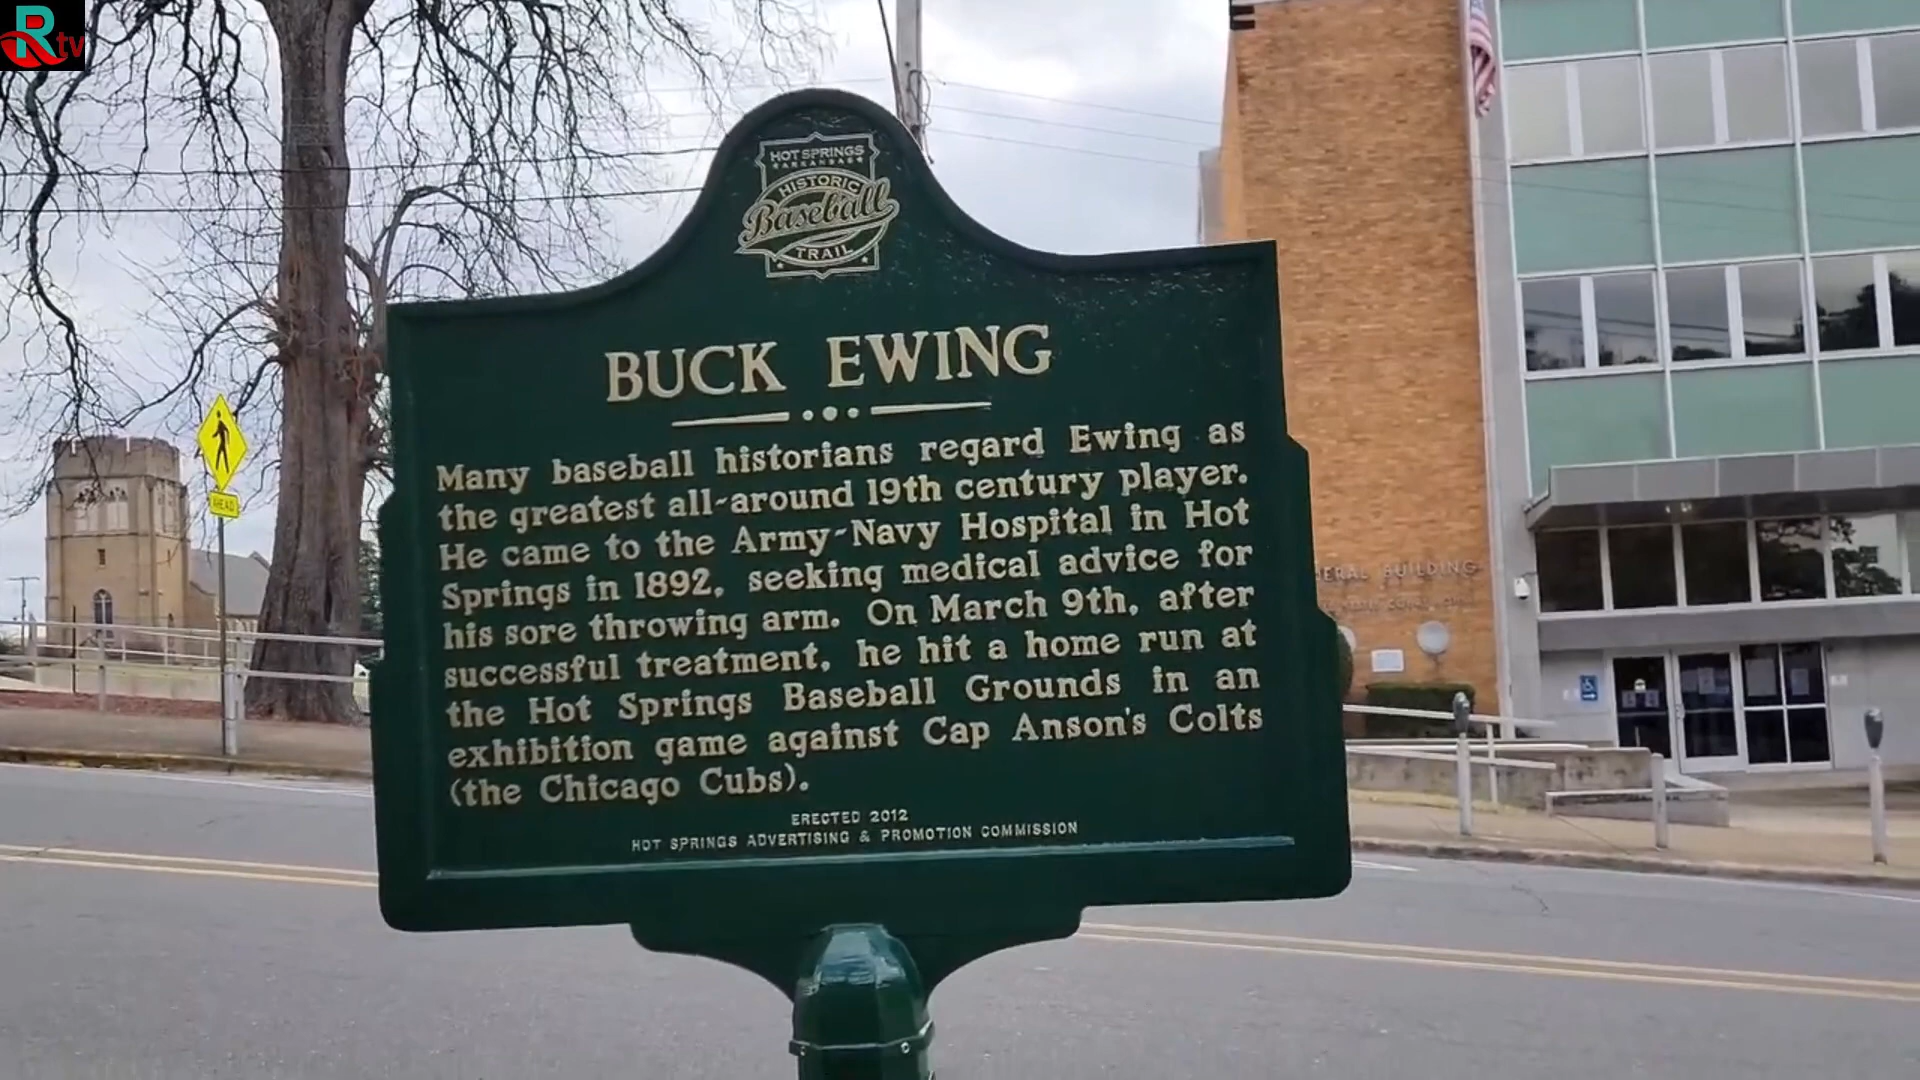 Rtv
HOT SPRINGS
ARKANSAS
HISTORIC
Baseball
TRAIL
BUCK EWING
Many baseball historians regard Ewing as
the greatest all-around 19th century player.
He came to the Army-Navy Hospital in Hot
Springs in 1892, seeking medical advice for
his sore throwing arm. On March 9th, after
successful treatment, he hit a home run at
the Hot Springs Baseball Grounds in an
exhibition game against Cap Anson's Colts
(the Chicago Cubs).
ERECTED 2012
HOT SPRINGS ADVERTISING & PROMOTION COMMISSION
AHEAD
BUILDING